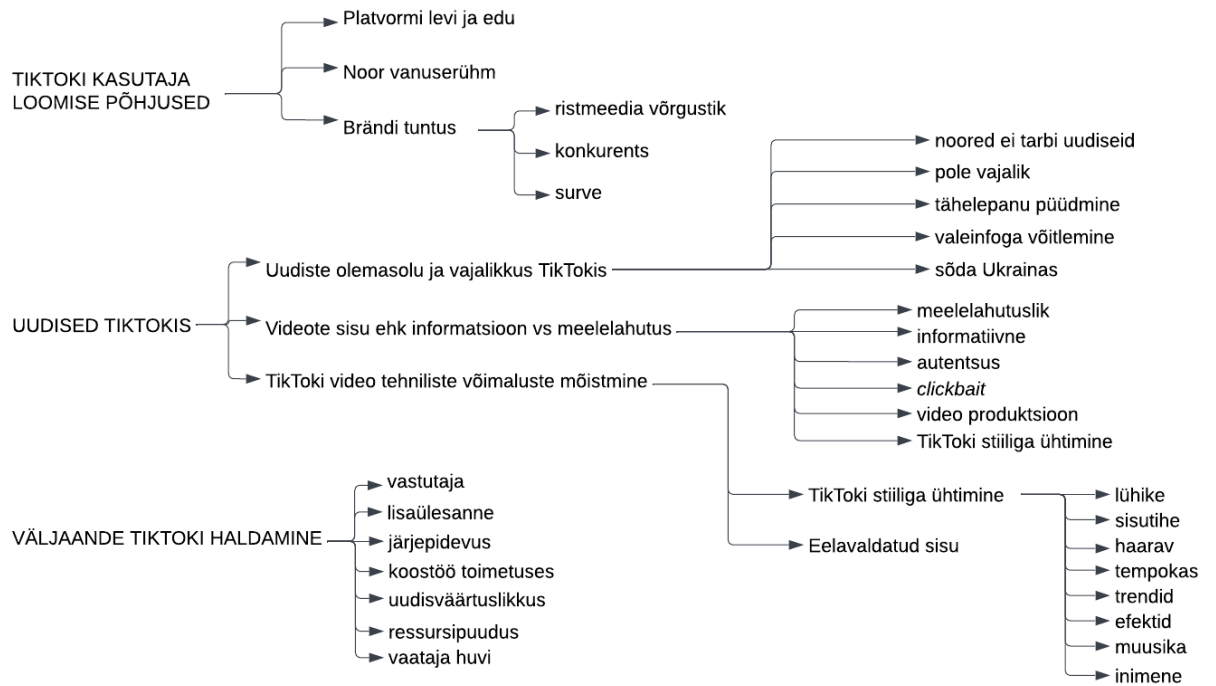 TIKTOKI KASUTAJA
LOOMISE PÕHJUSED
Platvormi levi ja edu
Noor vanuserühm
Brändi tuntus
ristmeedia võrgustik
konkurents
surve
UUDISED TIKTOKIS
Uudiste olemasolu ja vajalikkus TikTokis
noored ei tarbi uudiseid
pole vajalik
tähelepanu püüdmine
valeinfoga võitlemine
sõda Ukrainas
Videote sisu ehk informatsioon vs meelelahutus
meelelahutuslik
informatiivne
autentsus
clickbait
video produktsioon
TikToki stiiliga ühtimine
TikToki video tehniliste võimaluste mõistmine
TikToki stiiliga ühtimine
lühike
sisutihe
haarav
tempokas
trendid
efektid
muusika
inimene
Eelavaldatud sisu
VÄLJAANDE TIKTOKI HALDAMINE
vastutaja
lisaülesanne
järjepidevus
koostöö toimetuses
uudisväärtuslikkus
ressursipuudus
vaataja huvi